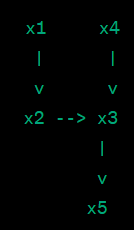 x1 x4
| |
v v
x2 --> x3
|
v
x5